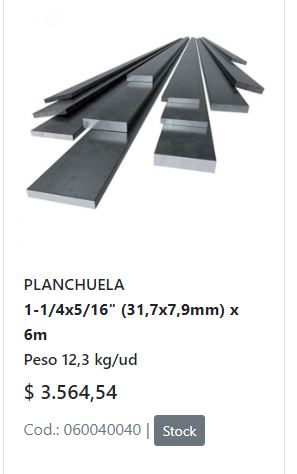 PLANCHUELA
1-1/4x5/16" (31,7x7,9mm) x
6m
Peso 12,3 kg/ud
$ 3.564,54
Cod.: 060040040 | Stock